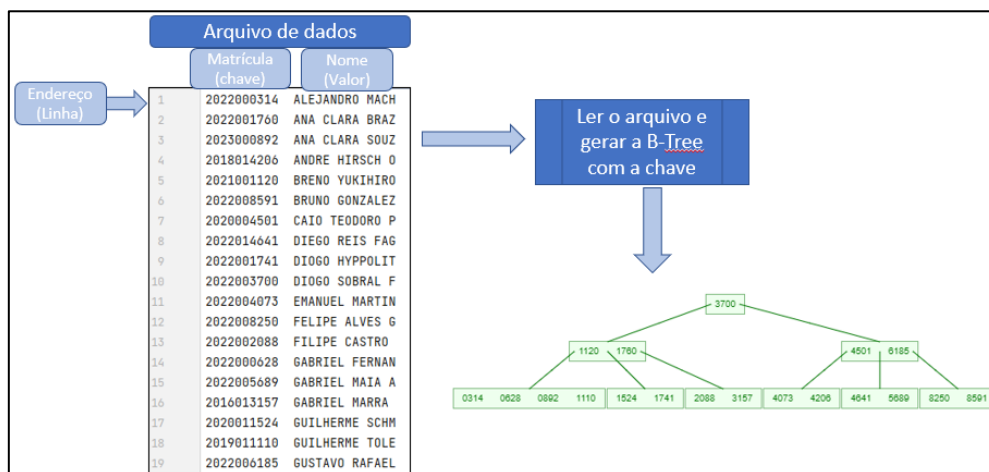 Arquivo de dados
Matrícula
(chave)
Nome
(Valor)
Endereço
(Linha)
1 2022000314 ALEJANDRO MACH
2 2022001760 ANA CLARA BRAZ
3 2023000892 ANA CLARA SOUZ
4 2018014206 ANDRE HIRSCH O
5 2021001120 BRENO YUKIHIRO
6 2022008591 BRUNO GONZALEZ
7 2020004501 CAIO TEODORO P
8 2022014641 DIEGO REIS FAG
9 2022001741 DIOGO HYPPOLIT
10 2022003700 DIOGO SOBRAL F
11 2022004073 EMANUEL MARTIN
12 2022008250 FELIPE ALVES G
13 2022002088 FILIPE CASTRO
14 2022000628 GABRIEL FERNAN
15 2022005689 GABRIEL MAIA A
16 2016013157 GABRIEL MARRA
17 2020011524 GUILHERME SCHM
18 2019011110 GUILHERME TOLE
19 2022006185 GUSTAVO RAFAEL
Ler o arquivo e
gerar a B-Tree
com a chave
3700
1120 1760
4501 6185
0314 0628 0892 1110
1524 1741
2088 3157
4073 4206
4641 5689
8250 8591